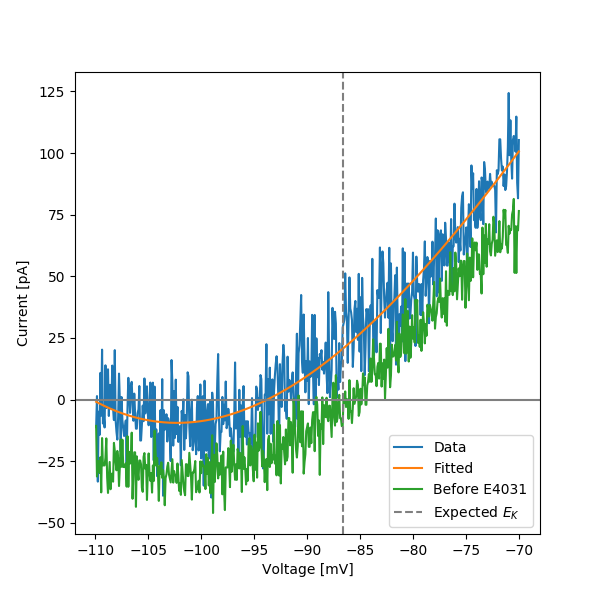 125
100
75
50
25
0
−25
−50
Current [pA]
−110
−105
−100
−95
−90
−85
−80
−75
−70
Voltage [mV]
Data
Fitted
Before E4031
Expected E_K